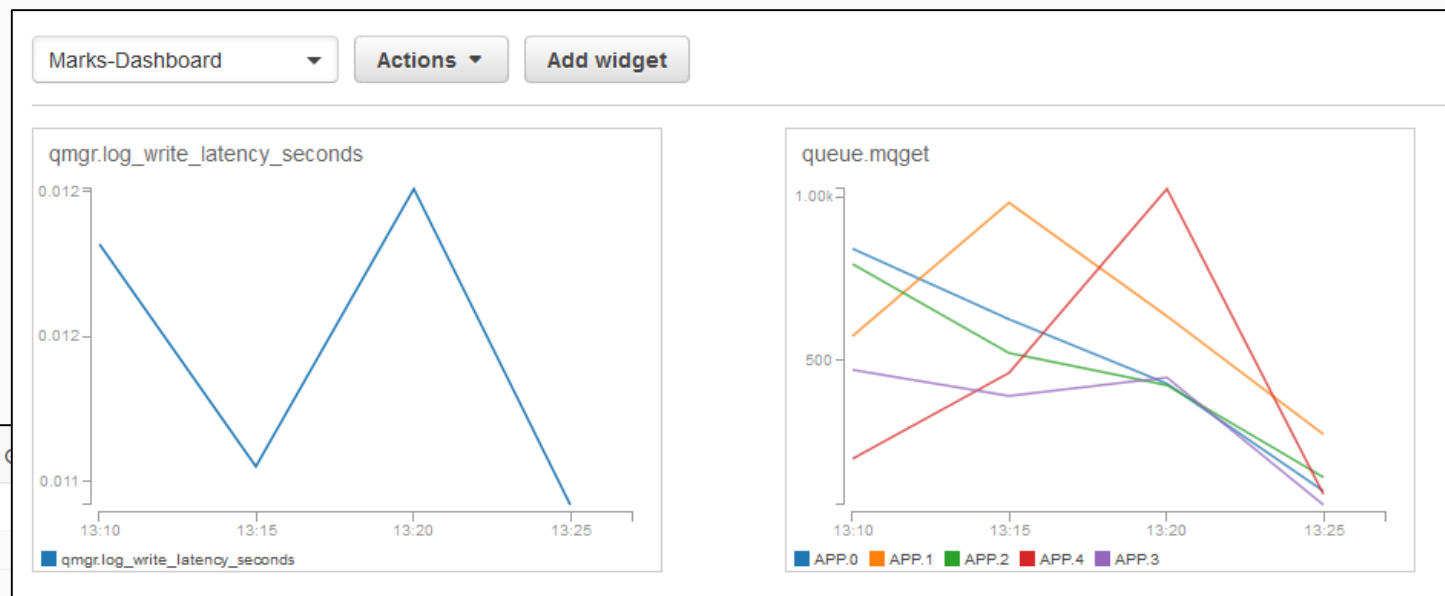 Marks-Dashboard Actions Add widget
qmgr.log_write_latency_seconds
0.012
0.012
0.011
13:10 13:15 13:20 13:25
qmgr.log_write_latency_seconds
queue.mqget
1.00k
500
13:10 13:15 13:20 13:25
APP.0 APP.1 APP.2 APP.4 APP.3